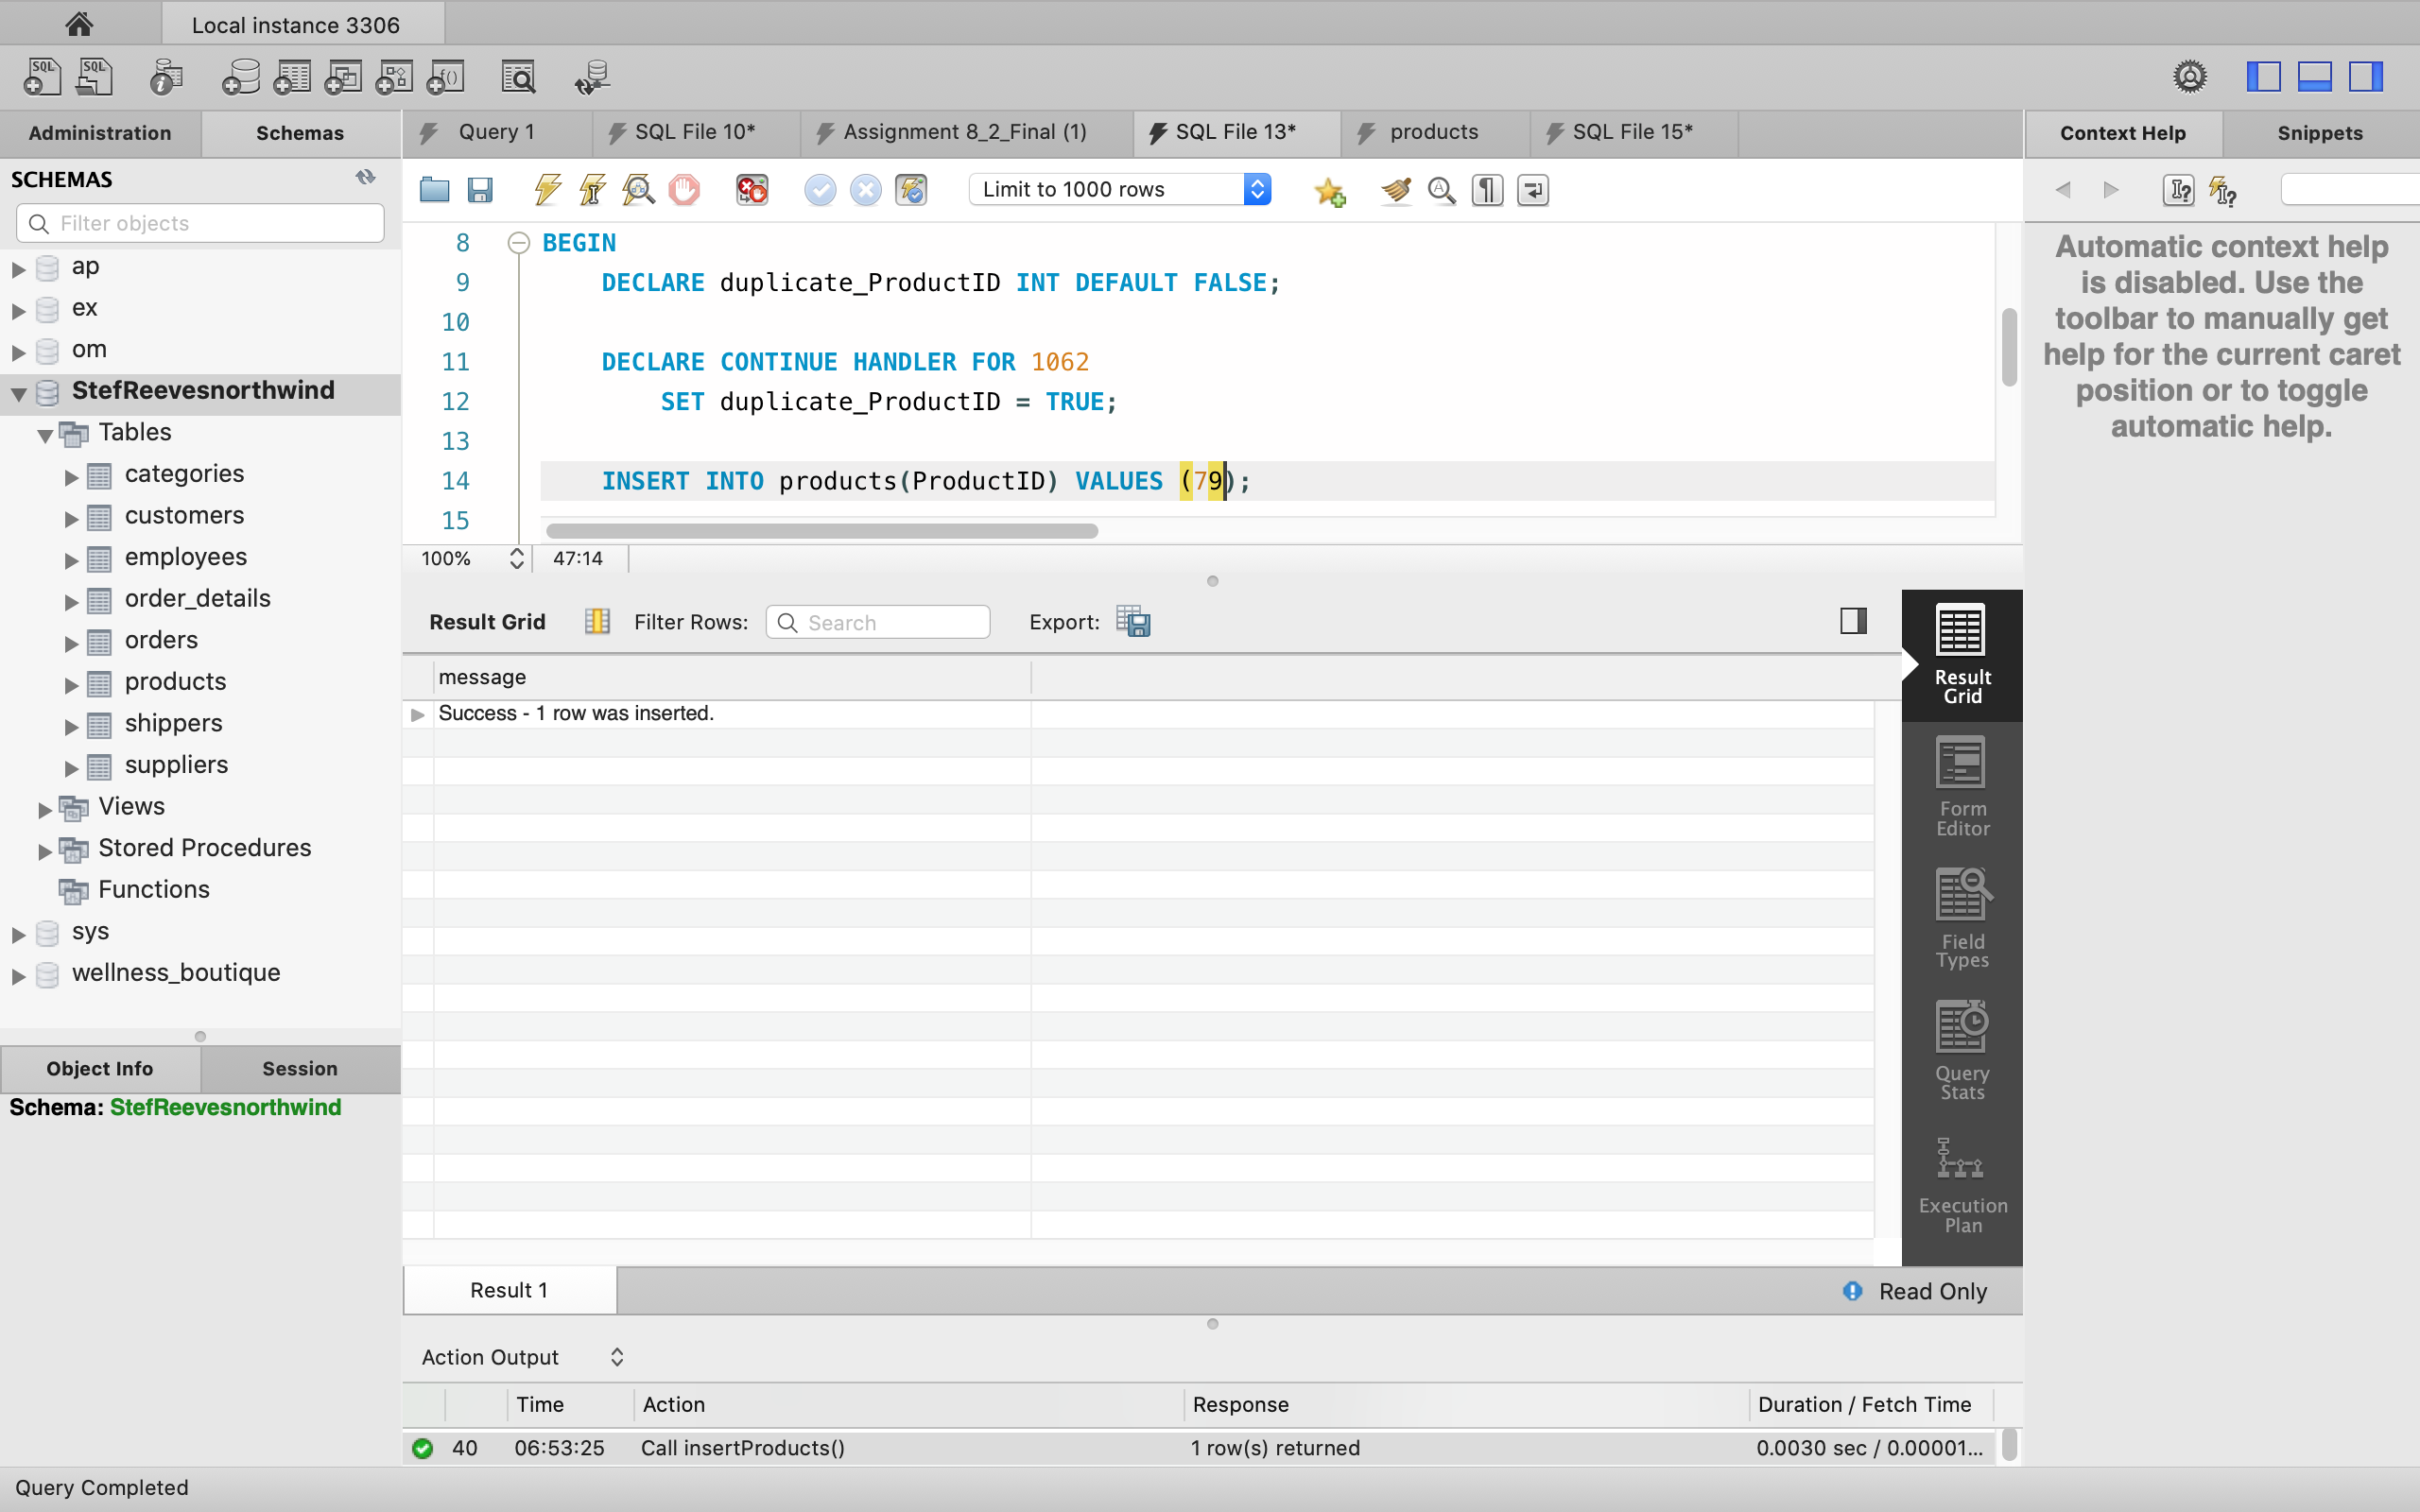 Local instance 3306
SQL SQL
Administration Schemas
Query 1 SQL File 10* Assignment 8_2_Final (1) SQL File 13* products SQL File 15*
Context Help Snippets
SCHEMAS
Filter objects
Limit to 1000 rows
ap
ex
om
StefReevesnorthwind
Tables
categories
customers
employees
order_details
orders
products
shippers
suppliers
Views
Stored Procedures
Functions
sys
wellness_boutique
8 BEGIN
9 DECLARE duplicate_ProductID INT DEFAULT FALSE;
10
11 DECLARE CONTINUE HANDLER FOR 1062
12 SET duplicate_ProductID = TRUE;
13
14 INSERT INTO products(ProductID) VALUES (79);
15
100% 47:14
Automatic context help
is disabled. Use the
toolbar to manually get
help for the current caret
position or to toggle
automatic help.
Result Grid Filter Rows: Search Export:
message
Success - 1 row was inserted.
Result
Grid
Form
Editor
Field
Types
Query
Stats
Execution
Plan
Object Info Session
Schema: StefReevesnorthwind
Result 1 Read Only
Action Output
Time Action Response Duration / Fetch Time
40 06:53:25 Call insertProducts() 1 row(s) returned 0.0030 sec / 0.00001...
Query Completed